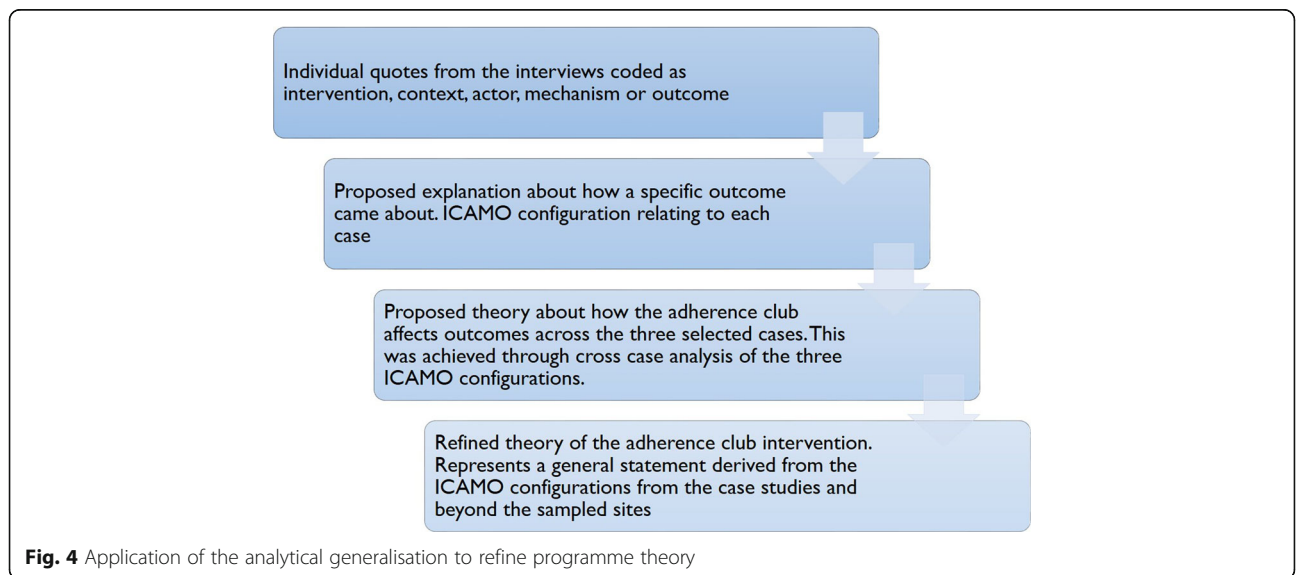 Individual quotes from the interviews coded as
intervention, context, actor, mechanism or outcome
Proposed explanation about how a specific outcome
came about. ICAMO configuration relating to each
case
Proposed theory about how the adherence club
affects outcomes across the three selected cases. This
was achieved through cross case analysis of the three
ICAMO configurations.
Refined theory of the adherence club intervention.
Represents a general statement derived from the
ICAMO configurations from the case studies and
beyond the sampled sites
Fig. 4 Application of the analytical generalisation to refine programme theory